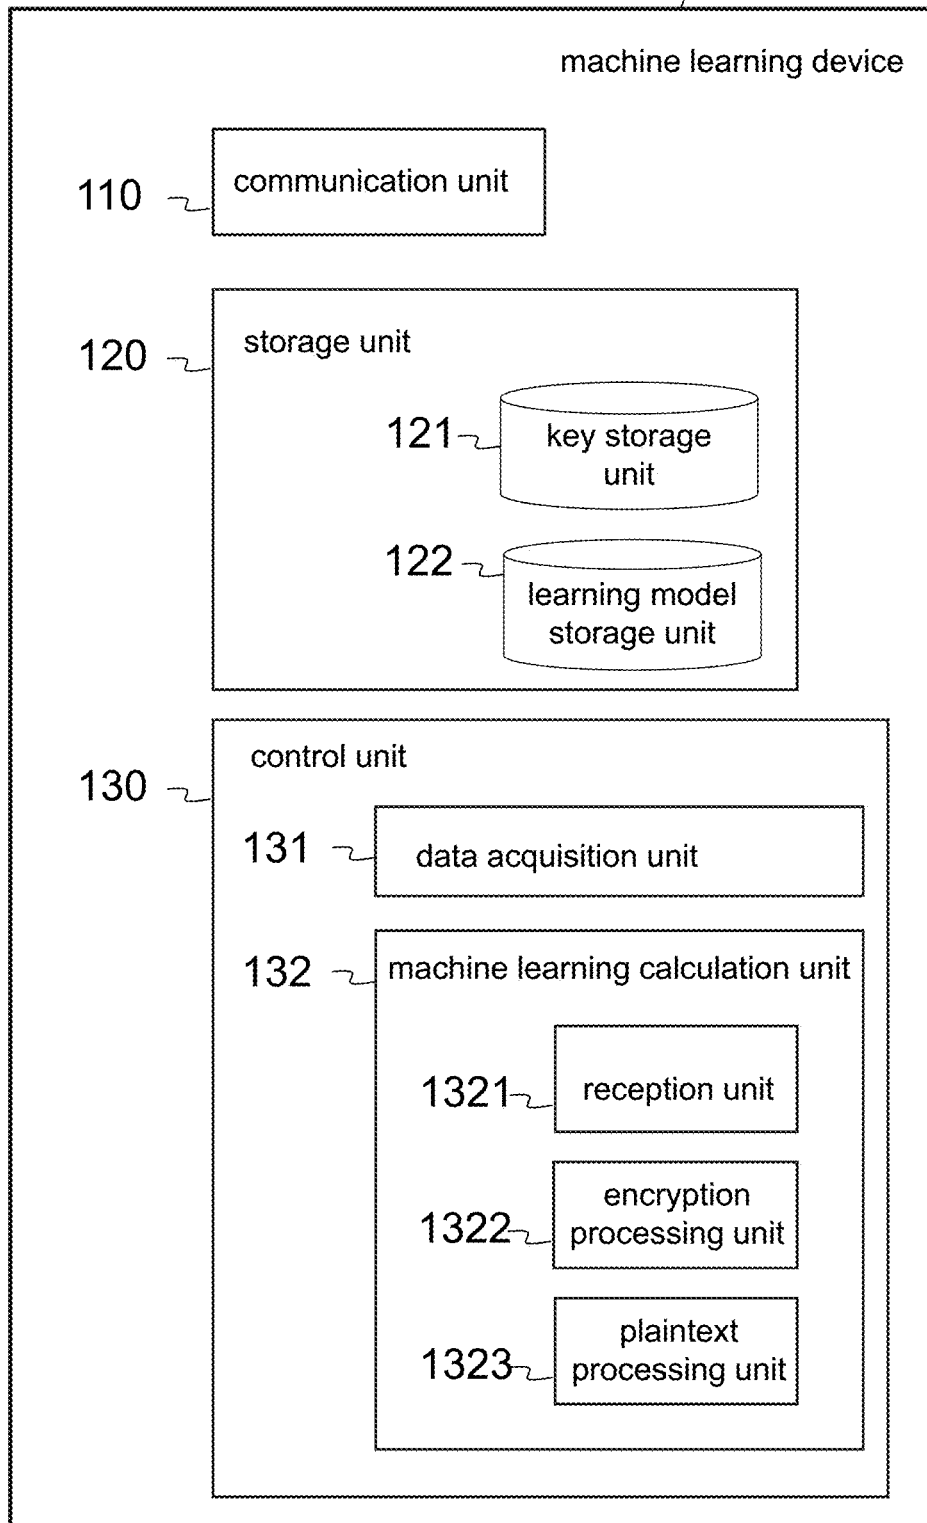 machine learning device
110
communication unit
120
storage unit
121
key storage
unit
122
learning model
storage unit
130
control unit
131
data acquisition unit
132
machine learning calculation unit
1321
reception unit
1322
encryption
processing unit
1323
plaintext
processing unit